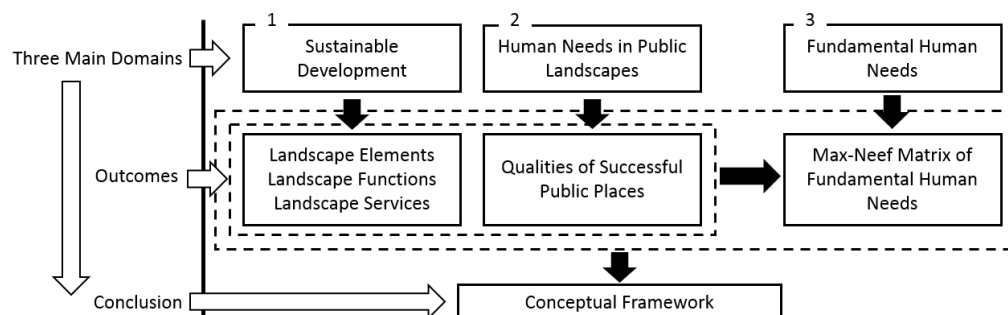 1
2
3
Three Main Domains
Sustainable
Development
Human Needs in Public
Landscapes
Fundamental Human
Needs
Outcomes
Landscape Elements
Landscape Functions
Landscape Services
Qualities of Successful
Public Places
Max-Neef Matrix of
Fundamental Human
Needs
Conclusion
Conceptual Framework